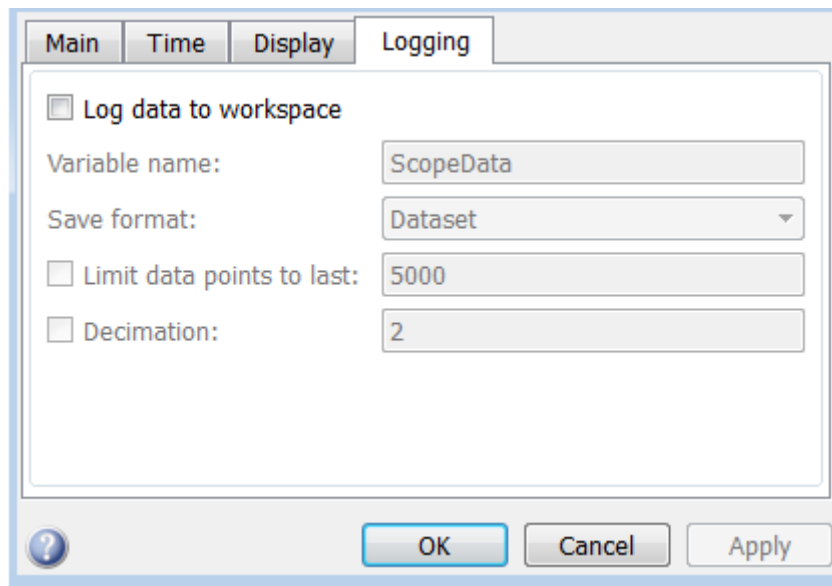 Main Time Display Logging
Log data to workspace
Variable name: ScopeData
Save format: Dataset
Limit data points to last: 5000
Decimation: 2
? OK Cancel Apply